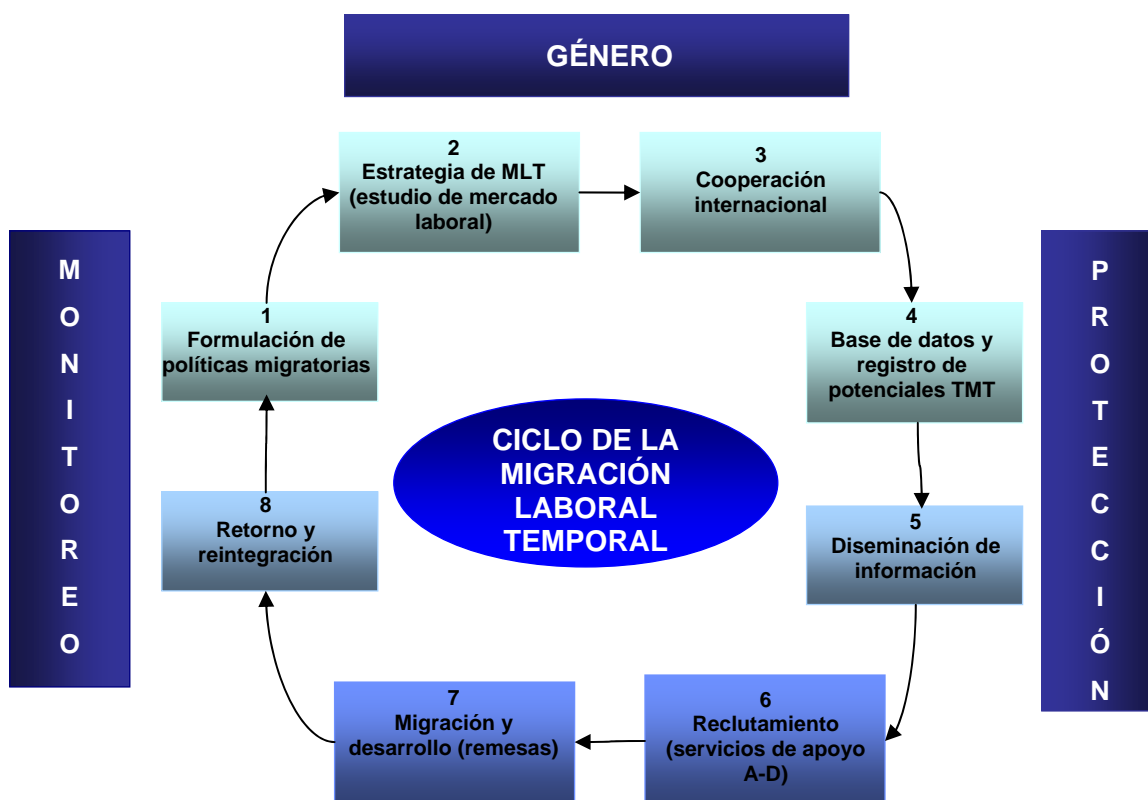 GÉNERO
2
Estrategia de MLT
(estudio de mercado
laboral)
3
Cooperación
internacional
MONITOREO
PROTECCIÓN
1
Formulación de
políticas migratorias
4
Base de datos y
registro de
potenciales TMT
CICLO DE LA
MIGRACIÓN
LABORAL
TEMPORAL
8
Retorno y
reintegración
5
Diseminación de
información
7
Migración y
desarrollo (remesas)
6
Reclutamiento
(servicios de apoyo
A-D)